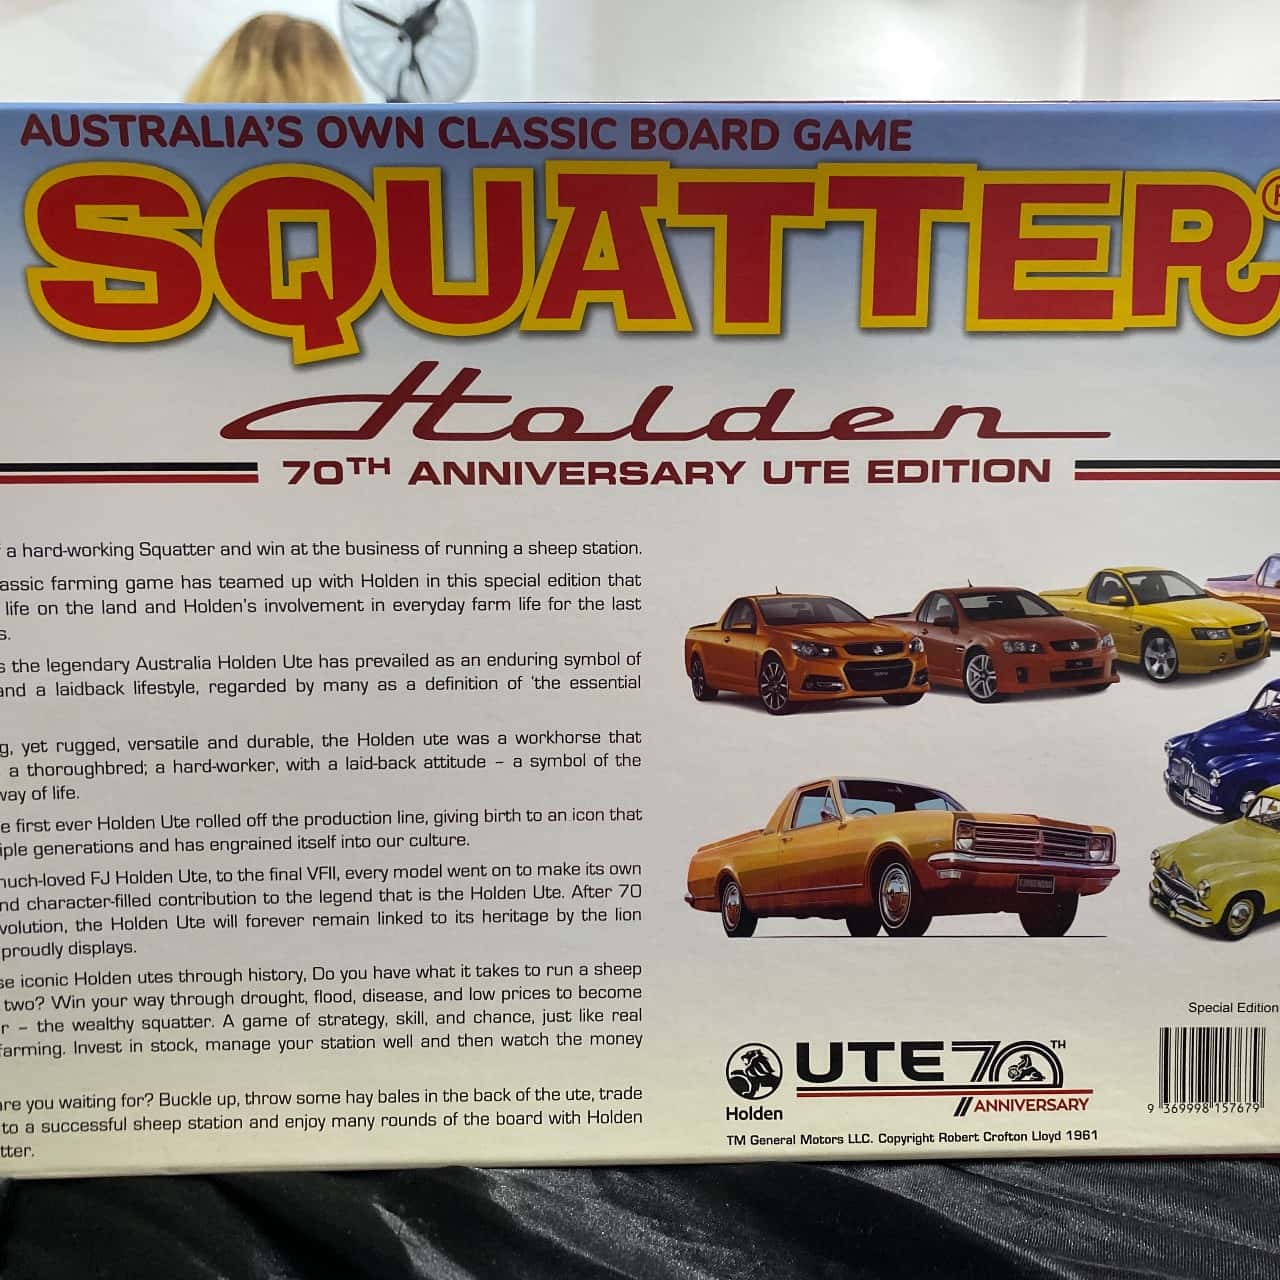 AUSTRALIA'S OWN CLASSIC BOARD GAME
SQUATTER®
Holden
70TH ANNIVERSARY UTE EDITION
a hard-working Squatter and win at the business of running a sheep station.
assic farming game has teamed up with Holden in this special edition that
life on the land and Holden's involvement in everyday farm life for the last
s.
s the legendary Australia Holden Ute has prevailed as an enduring symbol of
and a laidback lifestyle, regarded by many as a definition of 'the essential
g, yet rugged, versatile and durable, the Holden ute was a workhorse that
a thoroughbred; a hard-worker, with a laid-back attitude – a symbol of the
way of life.
e first ever Holden Ute rolled off the production line, giving birth to an icon that
iple generations and has engrained itself into our culture.
much-loved FJ Holden Ute, to the final VFII, every model went on to make its own
nd character-filled contribution to the legend that is the Holden Ute. After 70
volution, the Holden Ute will forever remain linked to its heritage by the lion
proudly displays.
se iconic Holden utes through history, Do you have what it takes to run a sheep
two? Win your way through drought, flood, disease, and low prices to become
r – the wealthy squatter. A game of strategy, skill, and chance, just like real
farming. Invest in stock, manage your station well and then watch the money
are you waiting for? Buckle up, throw some hay bales in the back of the ute, trade
to a successful sheep station and enjoy many rounds of the board with Holden
tter.
Special Edition
Holden
UTE 70TH
ANNIVERSARY
9 369998 157679
TM General Motors LLC. Copyright Robert Crofton Lloyd 1961